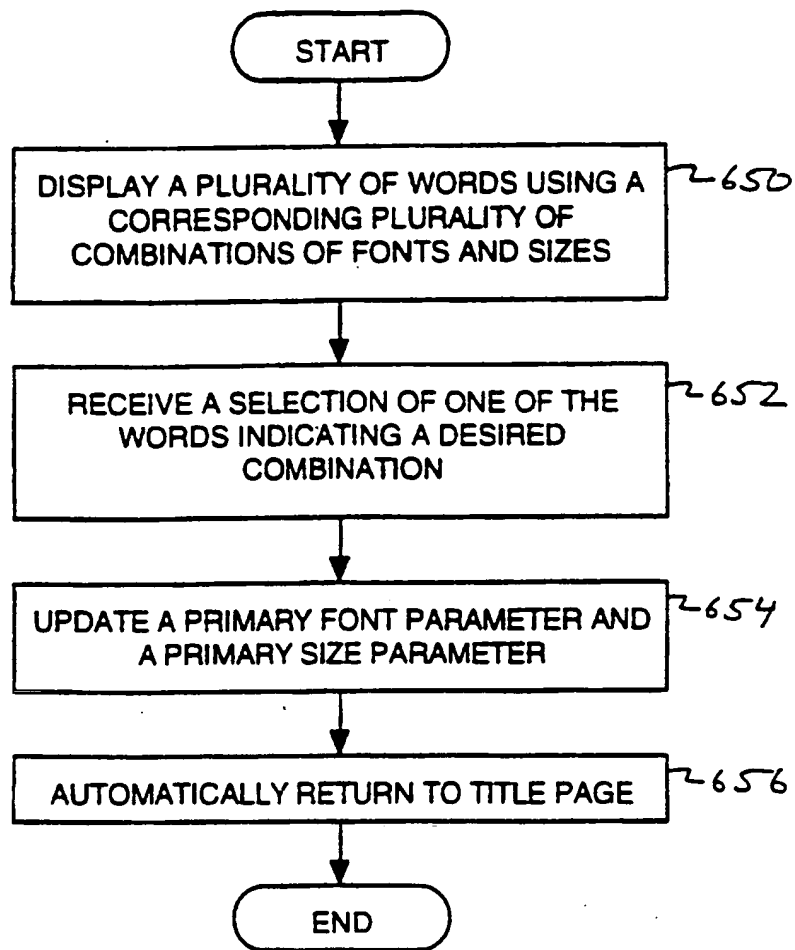 START
DISPLAY A PLURALITY OF WORDS USING A
CORRESPONDING PLURALITY OF
COMBINATIONS OF FONTS AND SIZES
650
RECEIVE A SELECTION OF ONE OF THE
WORDS INDICATING A DESIRED
COMBINATION
652
UPDATE A PRIMARY FONT PARAMETER AND
A PRIMARY SIZE PARAMETER
654
AUTOMATICALLY RETURN TO TITLE PAGE
656
END